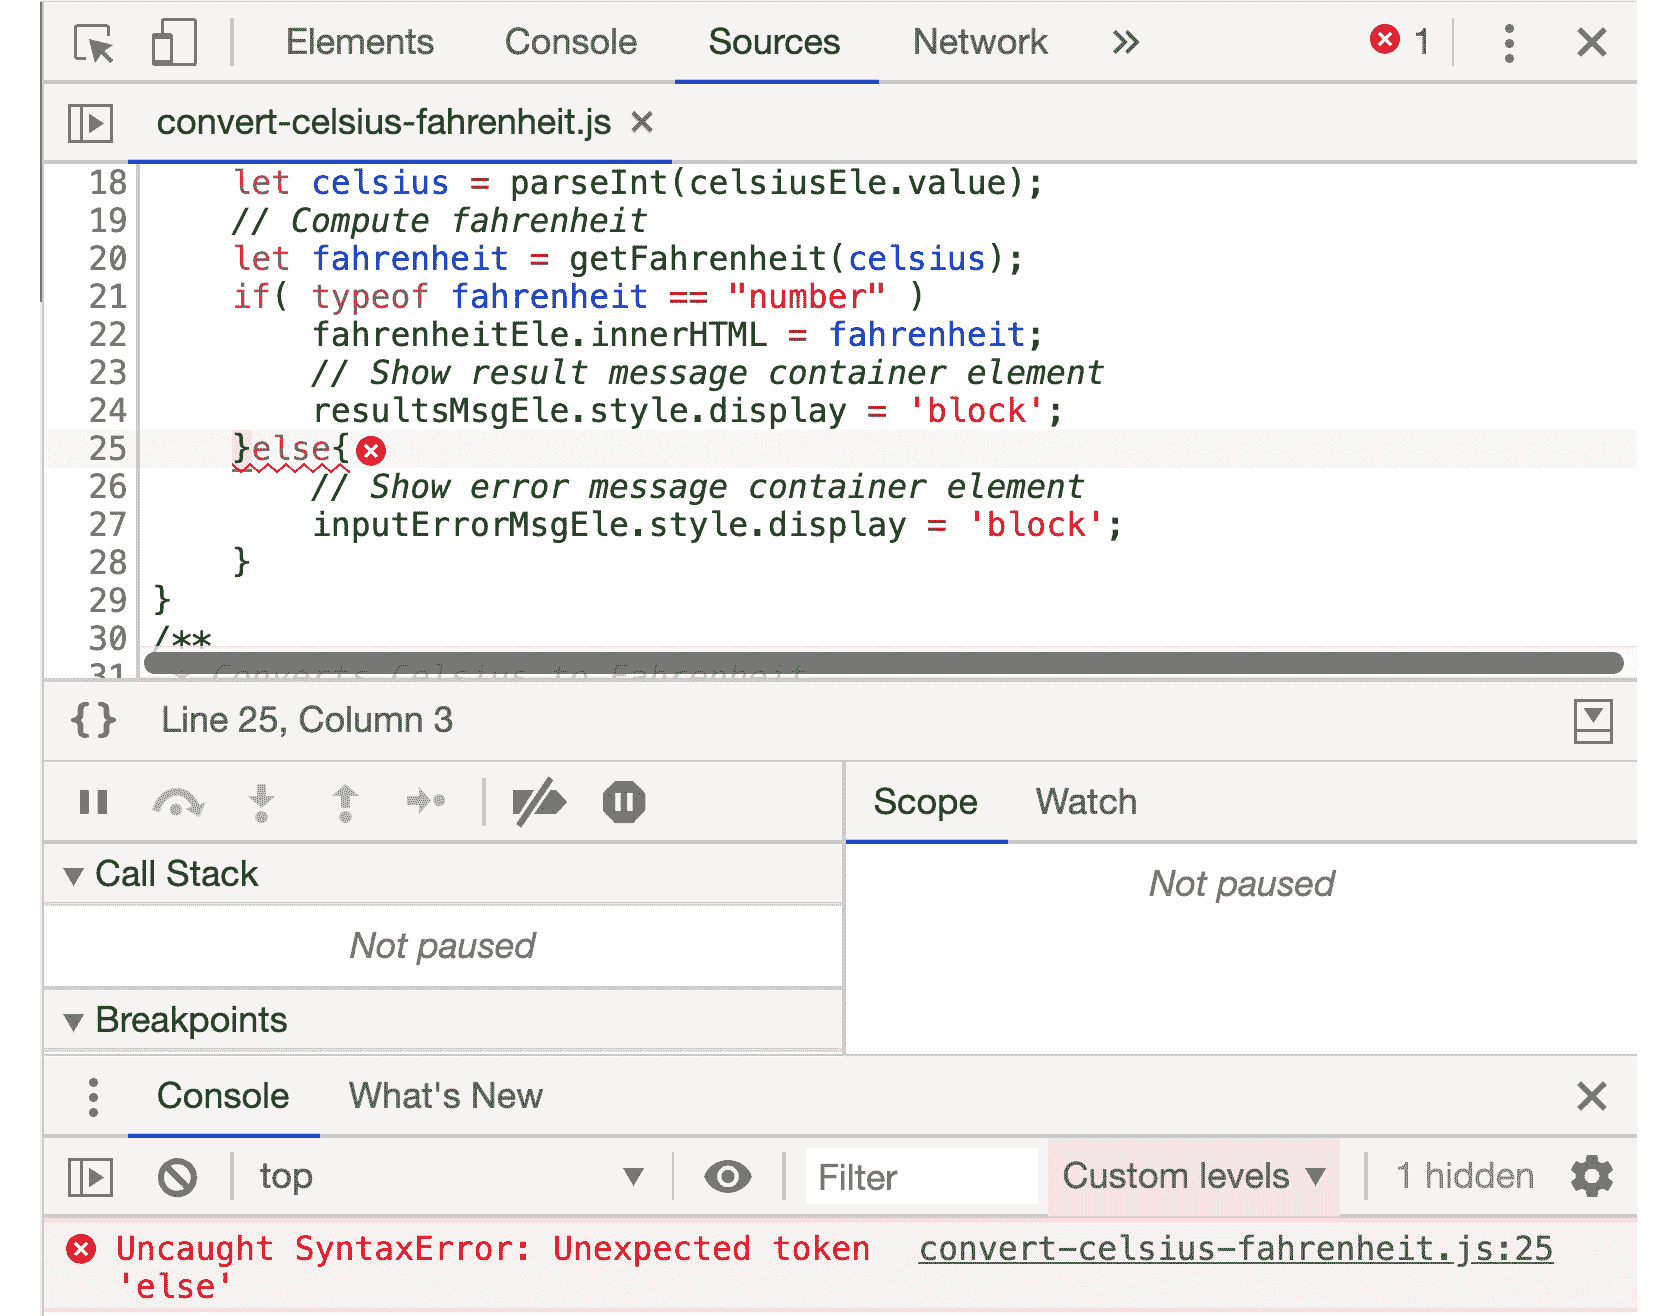 Elements Console Sources Network » 1
convert-celsius-fahrenheit.js ×
18 let celsius = parseInt(celsiusEle.value);
19 // Compute fahrenheit
20 let fahrenheit = getFahrenheit(celsius);
21 if( typeof fahrenheit == "number" )
22 fahrenheitEle.innerHTML = fahrenheit;
23 // Show result message container element
24 resultsMsgEle.style.display = 'block';
25 }else{
26 // Show error message container element
27 inputErrorMsgEle.style.display = 'block';
28 }
29 }
30 /**
31 * Converts Celsius to Fahrenheit
{} Line 25, Column 3
Scope Watch
Call Stack
Not paused
Not paused
Breakpoints
Console What's New
top Filter Custom levels 1 hidden
Uncaught SyntaxError: Unexpected token convert-celsius-fahrenheit.js:25
'else'